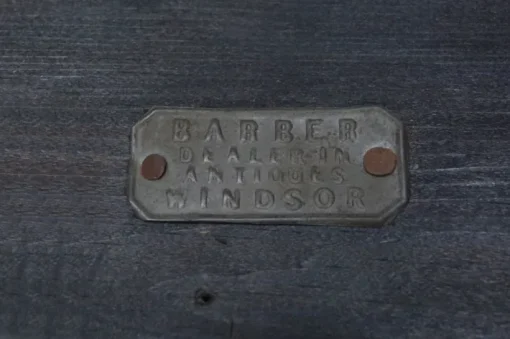 BARBER
DEALER IN
ANTIQUES
WINDSOR